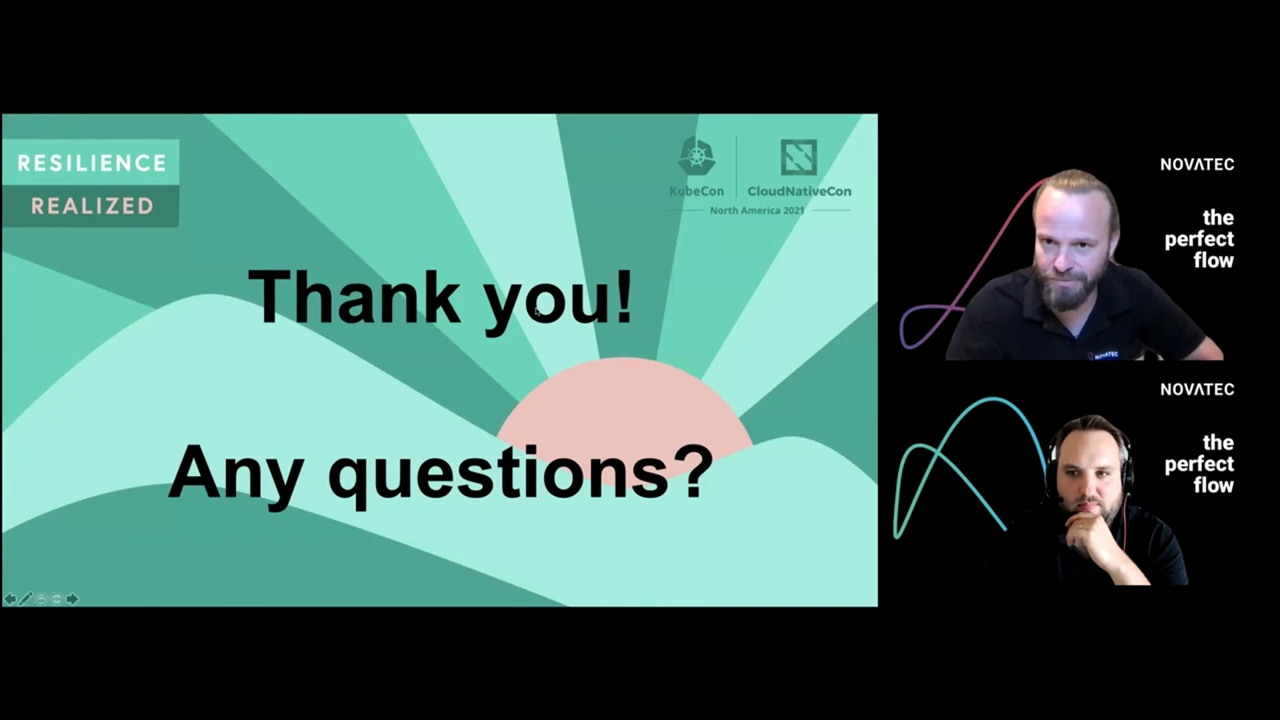 RESILIENCE
REALIZED
KubeCon
CloudNativeCon
North America 2021
Thank you!
Any questions?
NOVATEC
the
perfect
flow
NOVATEC
NOVATEC
the
perfect
flow